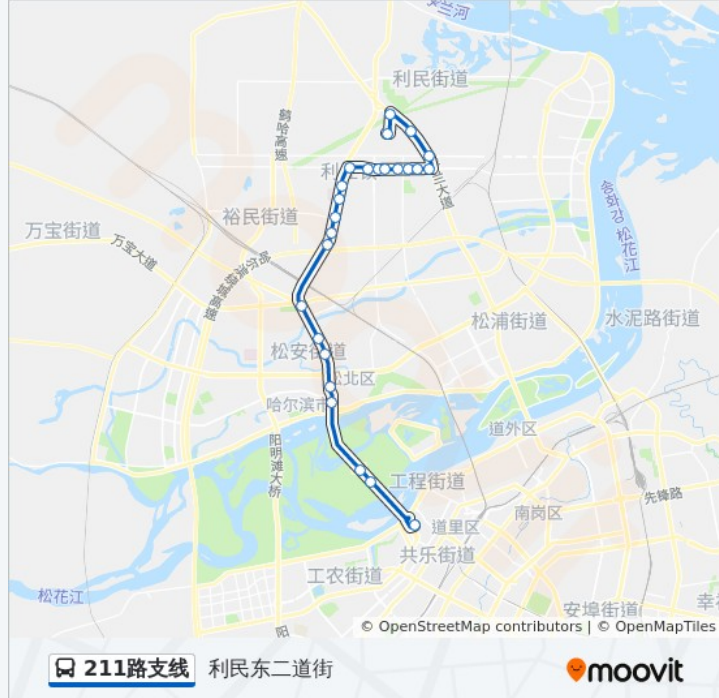 利民街道
鹤哈高速
三大道
裕民街道
万宝街道
万宝大道
哈尔滨绕城高速
송화강 松花江
松浦街道
水泥路街道
松安街道
松北区
哈尔滨市
道外区
阳明滩大桥
工程街道
先锋路
南岗区
道里区
共乐街道
工农街道
松花江
安埠街道
幸
阳
© OpenStreetMap contributors | © OpenMapTiles
211路支线 利民东二道街
moovit